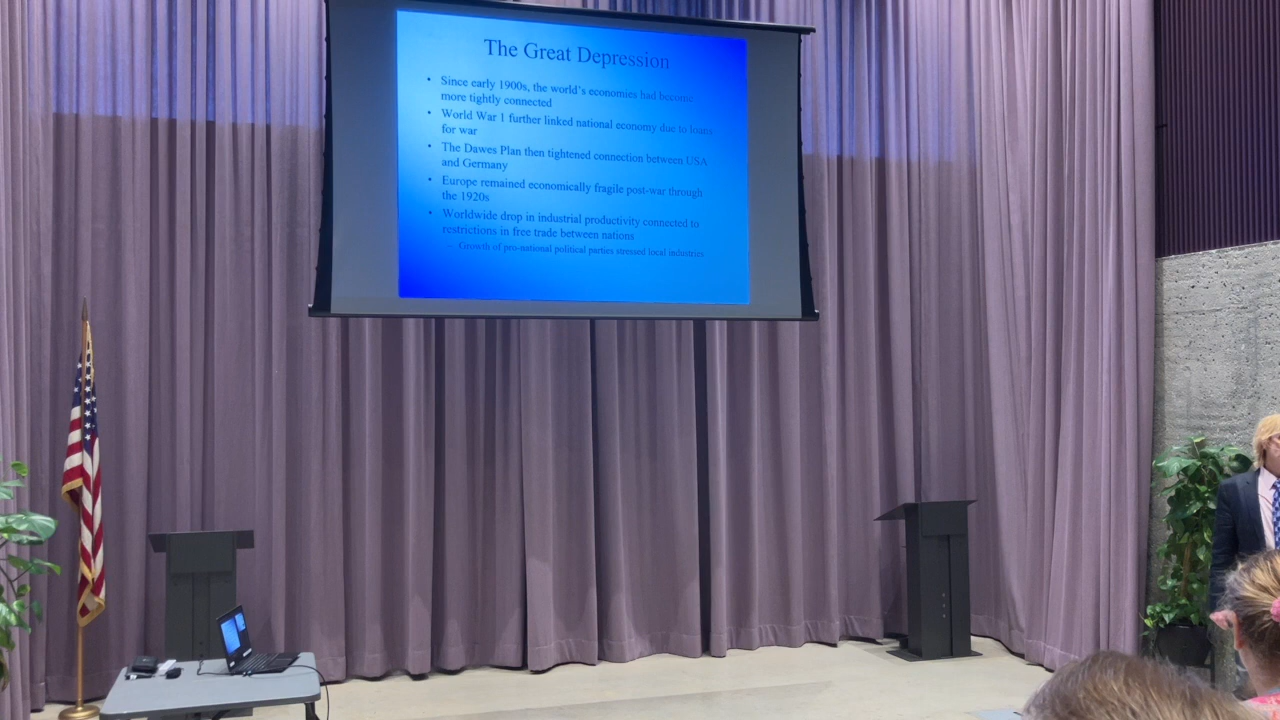 The Great Depression
• Since early 1900s, the world's economies had become
more tightly connected
• World War 1 further linked national economy due to loans
for war
• The Dawes Plan then tightened connection between USA
and Germany
• Europe remained economically fragile post-war through
the 1920s
• Worldwide drop in industrial productivity connected to
restrictions in free trade between nations
– Growth of pro-national political parties stressed local industries